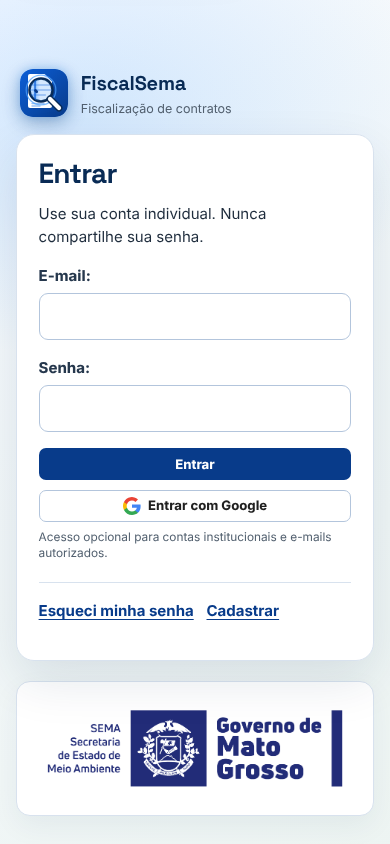 FiscalSema
Fiscalização de contratos
Entrar
Use sua conta individual. Nunca
compartilhe sua senha.
E-mail:
Senha:
Entrar
Entrar com Google
Acesso opcional para contas institucionais e e-mails
autorizados.
Esqueci minha senha Cadastrar
SEMA
Secretaria
de Estado de
Meio Ambiente
Governo de
Mato
Grosso